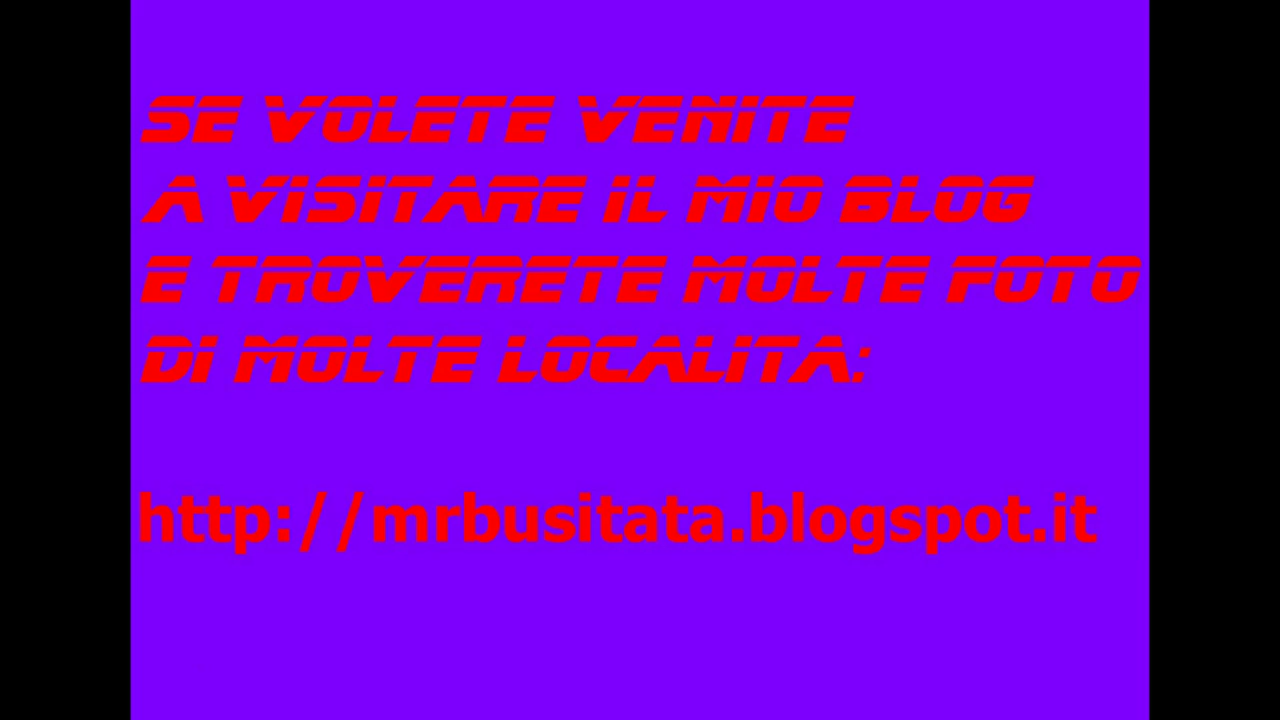 SE VOLETE VENITE
A VISITARE IL MIO BLOG
E TROVERETE MOLTE FOTO
DI MOLTE LOCALITA:
http://mrbusitata.blogspot.it